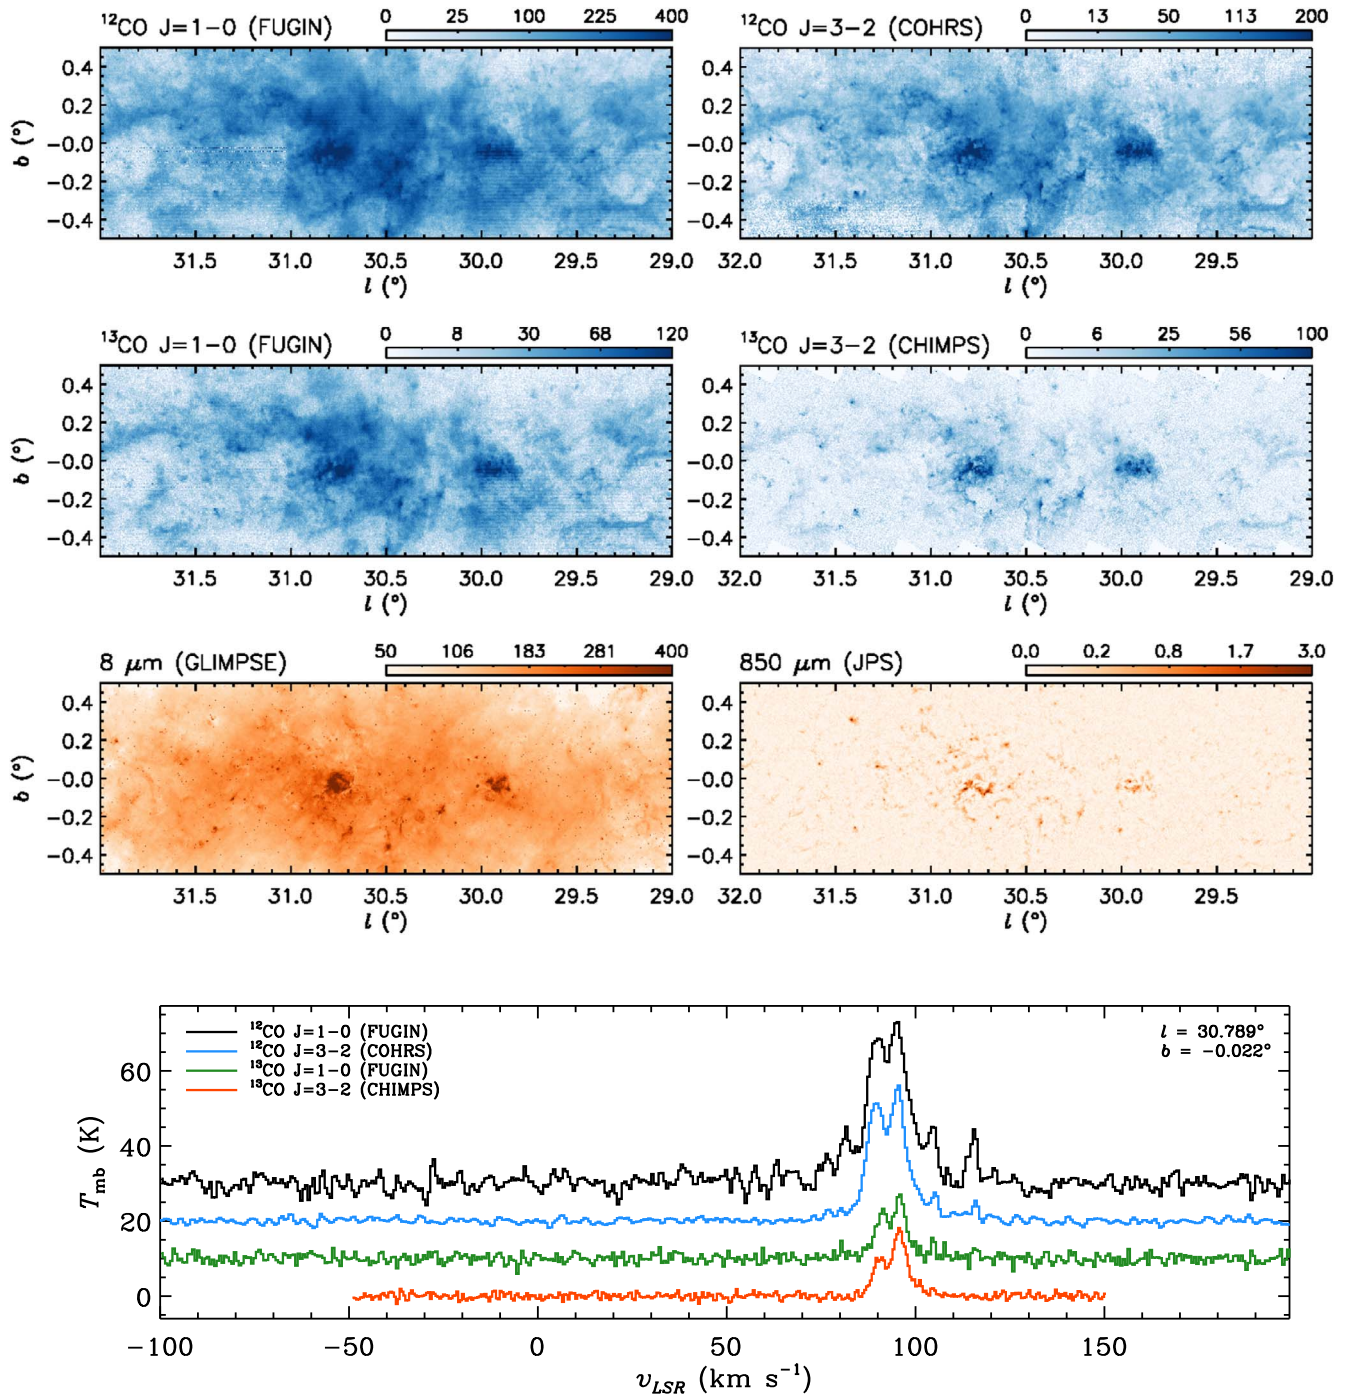 ¹²CO J=1−0 (FUGIN) 0 25 100 225 400
¹²CO J=3−2 (COHRS) 0 13 50 113 200
b (°)
0.4
0.2
−0.0
−0.2
−0.4
0.4
0.2
−0.0
−0.2
−0.4
31.5 31.0 30.5 30.0 29.5 29.0
32.0 31.5 31.0 30.5 30.0 29.5
l (°)
l (°)
¹³CO J=1−0 (FUGIN) 0 8 30 68 120
¹³CO J=3−2 (CHIMPS) 0 6 25 56 100
b (°)
0.4
0.2
−0.0
−0.2
−0.4
0.4
0.2
−0.0
−0.2
−0.4
31.5 31.0 30.5 30.0 29.5 29.0
32.0 31.5 31.0 30.5 30.0 29.5 29.0
l (°)
l (°)
8 μm (GLIMPSE) 50 106 183 281 400
850 μm (JPS) 0.0 0.2 0.8 1.7 3.0
b (°)
0.4
0.2
−0.0
−0.2
−0.4
0.4
0.2
−0.0
−0.2
−0.4
31.5 31.0 30.5 30.0 29.5 29.0
32.0 31.5 31.0 30.5 30.0 29.5
l (°)
l (°)
¹²CO J=1−0 (FUGIN)
¹²CO J=3−2 (COHRS)
¹³CO J=1−0 (FUGIN)
¹³CO J=3−2 (CHIMPS)
l = 30.789°
b = −0.022°
T_mb (K)
60
40
20
0
−100 −50 0 50 100 150
v_LSR (km s⁻¹)